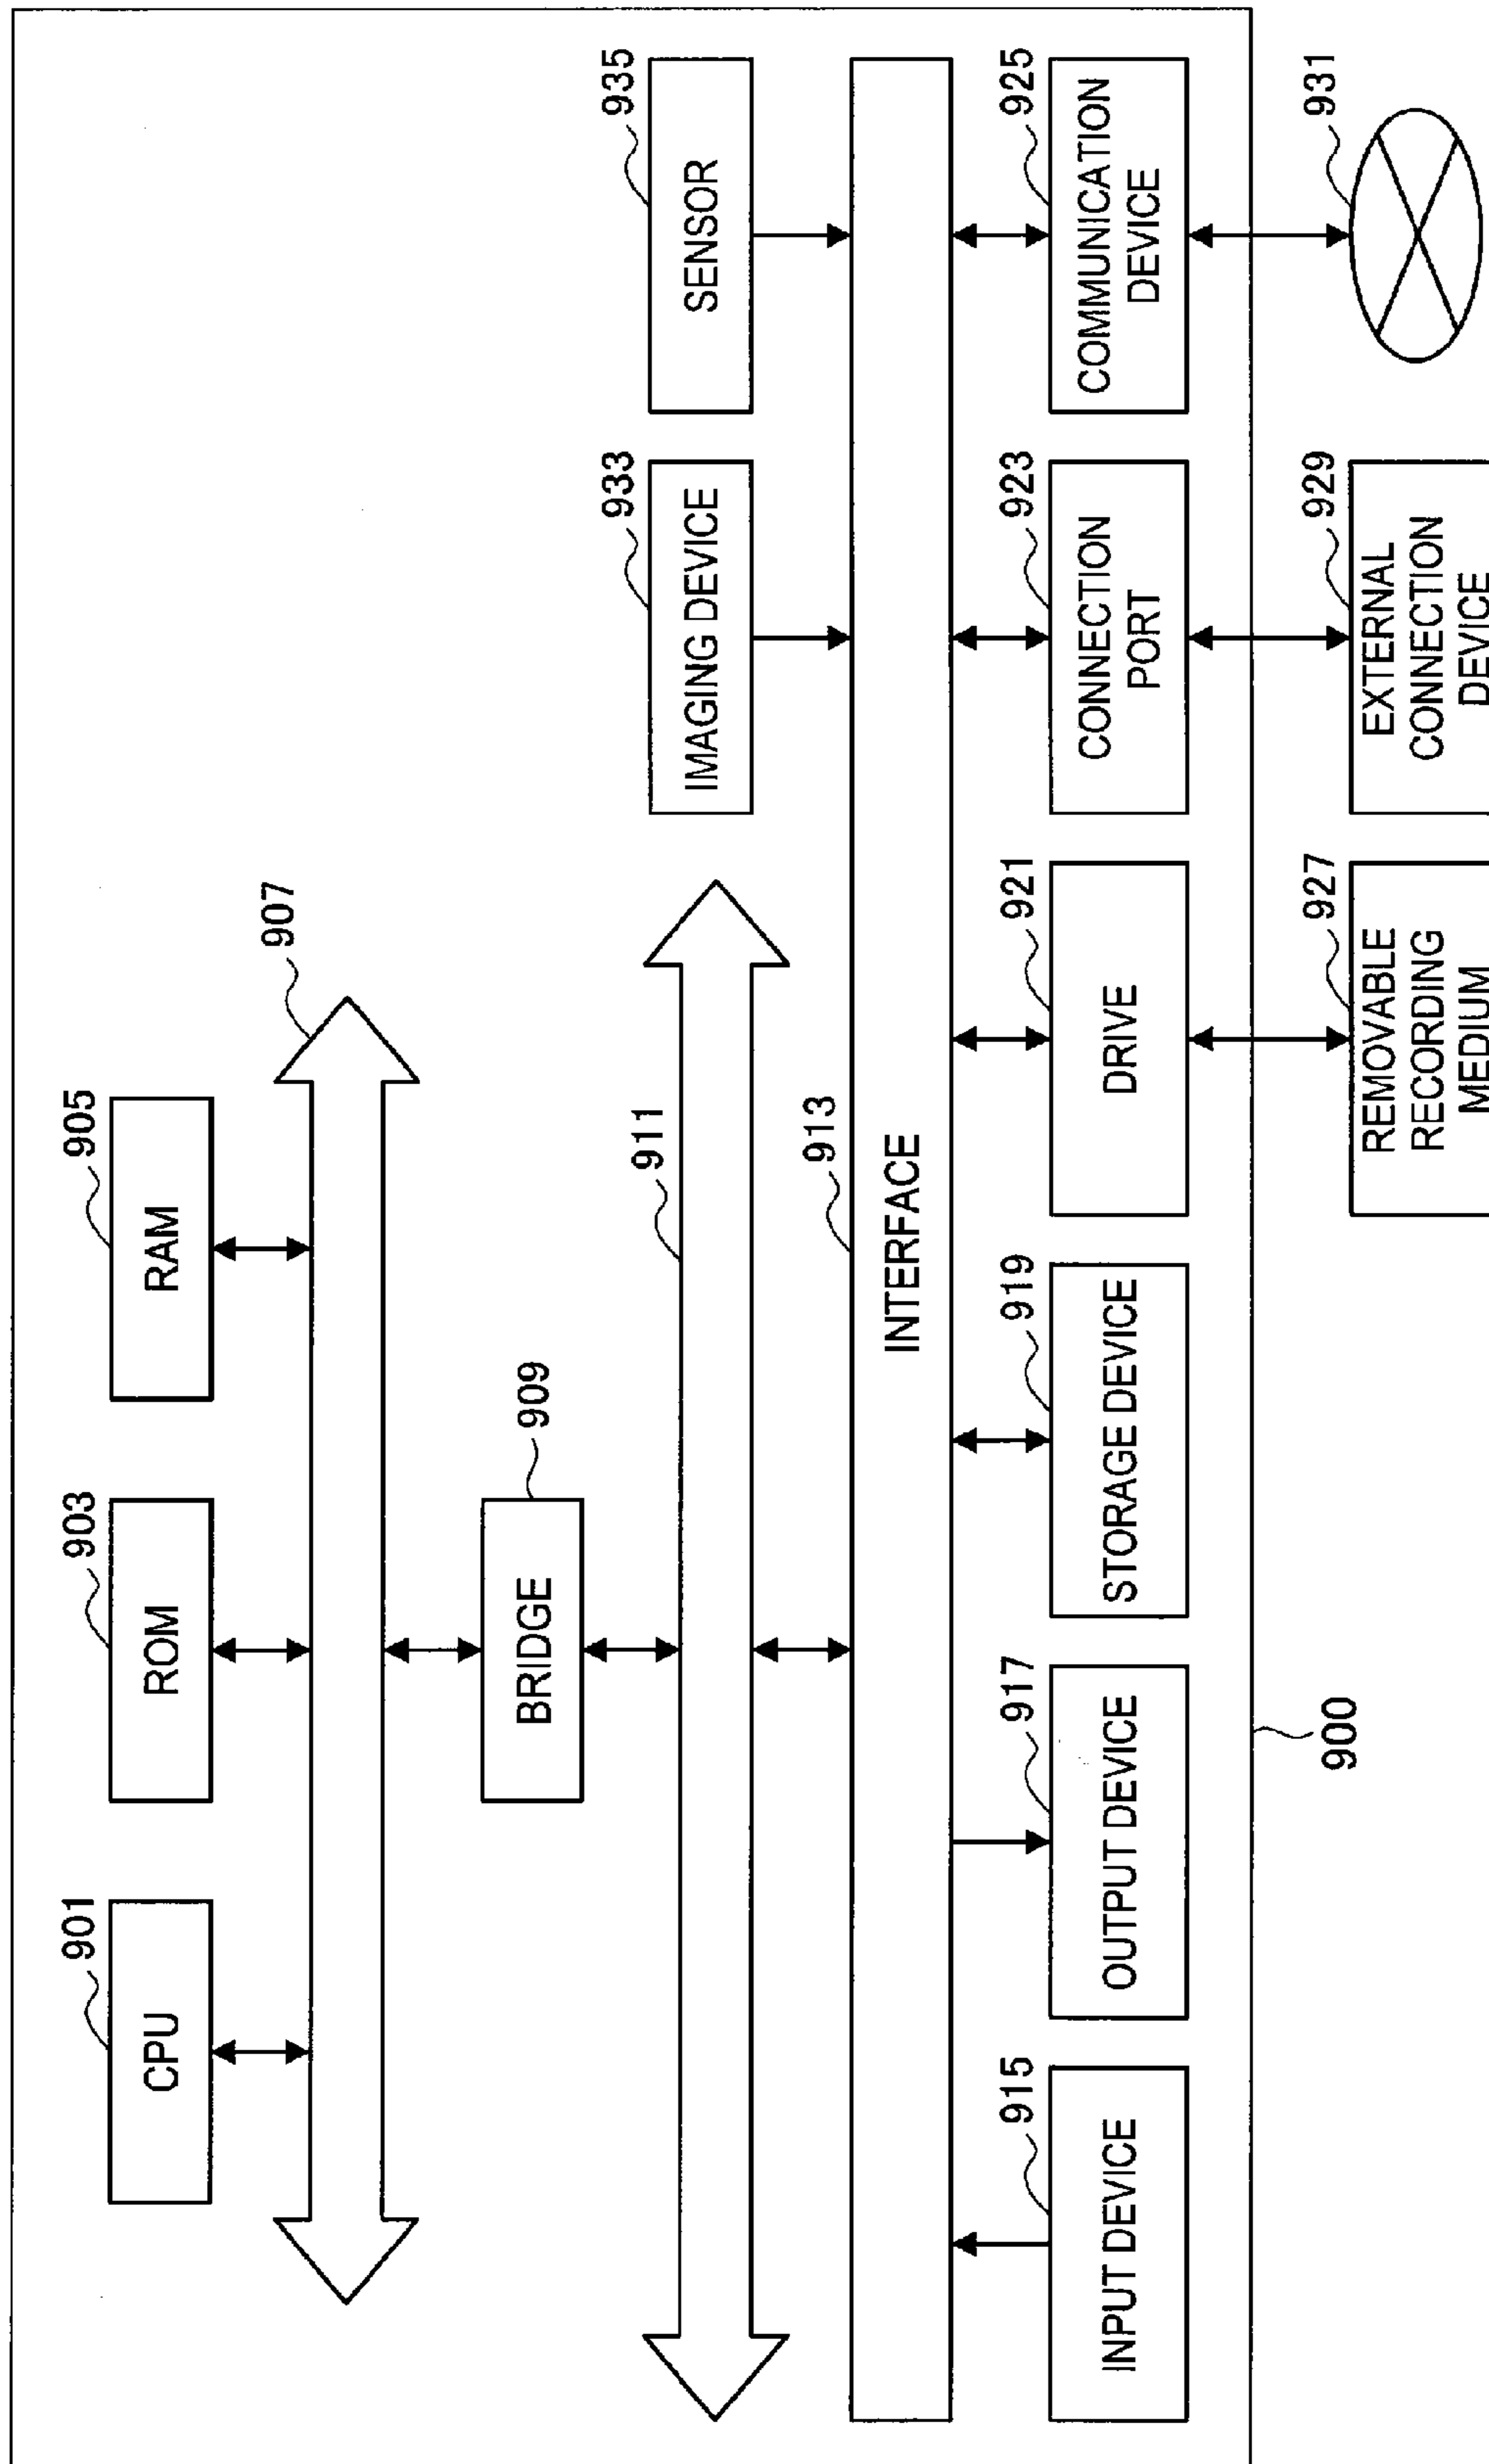 901
CPU
903
ROM
905
RAM
907
909
BRIDGE
911
933
IMAGING DEVICE
935
SENSOR
913
INTERFACE
915
INPUT DEVICE
917
OUTPUT DEVICE
919
STORAGE DEVICE
921
DRIVE
923
CONNECTION
PORT
925
COMMUNICATION
DEVICE
900
927
REMOVABLE
RECORDING
MEDIUM
929
EXTERNAL
CONNECTION
DEVICE
931